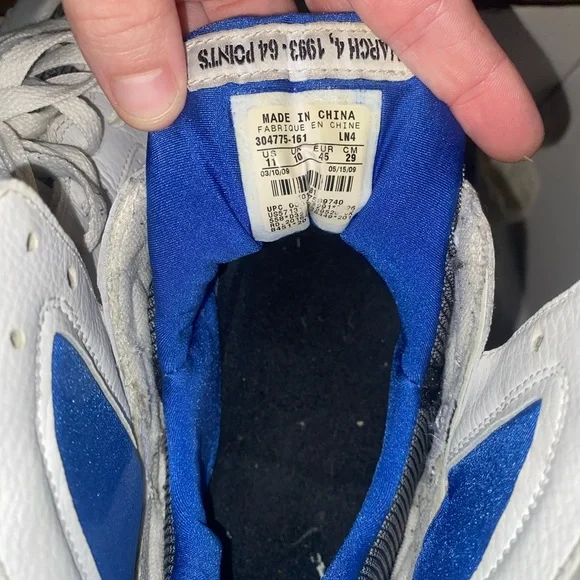 MARCH 4, 1993. 64 POINTS
MADE IN CHINA
FABRIQUE EN CHINE
304775-161 LN4
US UK EUR CM
11 10 45 29
03/10/09 05/15/09
UPC